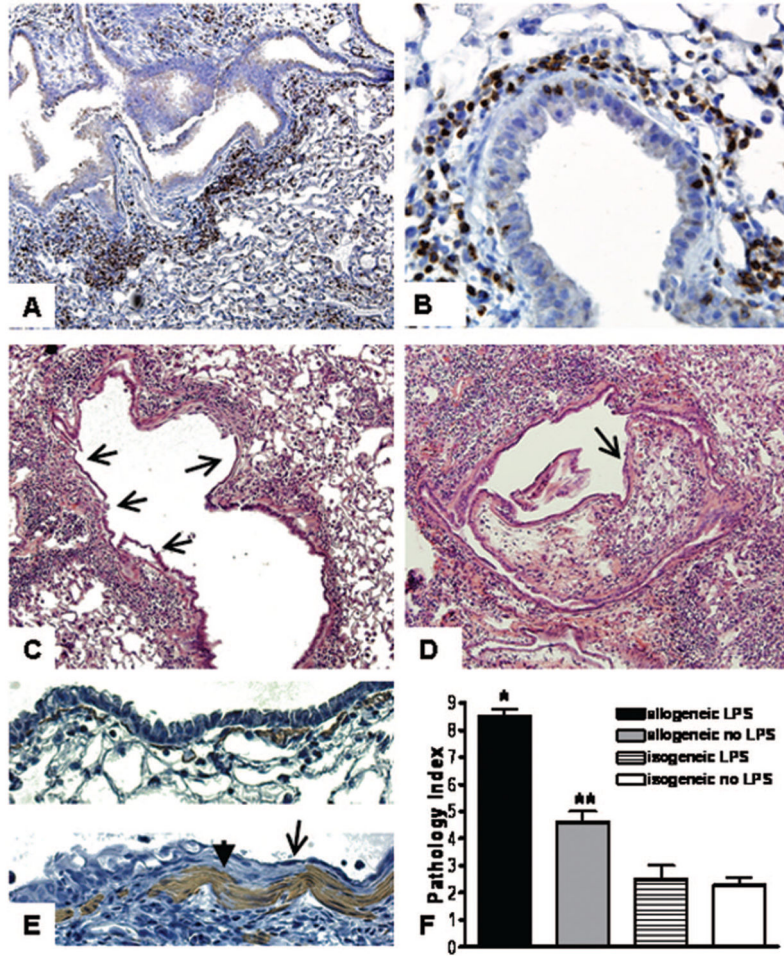 A
B
C
D
E
F
Pathology Index
9
8
7
6
5
4
3
2
1
0
*
**
allogeneic LPS
allogeneic no LPS
isogeneic LPS
isogeneic no LPS